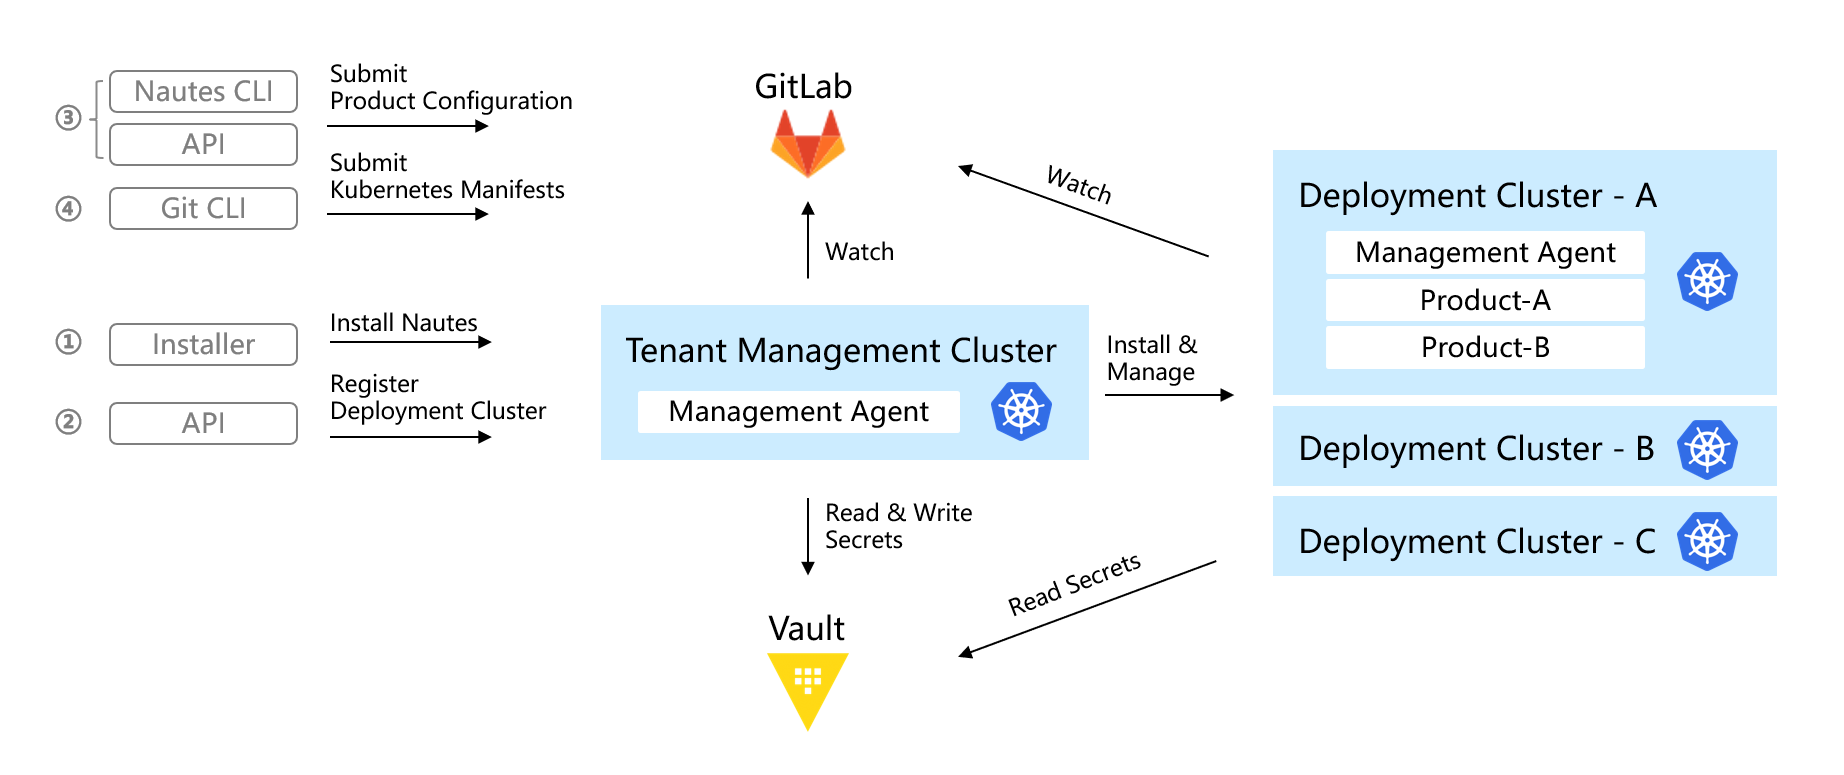 ③
Nautes CLI
API
Submit
Product Configuration
④
Git CLI
Submit
Kubernetes Manifests
①
Installer
Install Nautes
②
API
Register
Deployment Cluster
GitLab
Watch
Tenant Management Cluster
Management Agent
Read & Write
Secrets
Vault
Watch
Install &
Manage
Read Secrets
Deployment Cluster - A
Management Agent
Product-A
Product-B
Deployment Cluster - B
Deployment Cluster - C